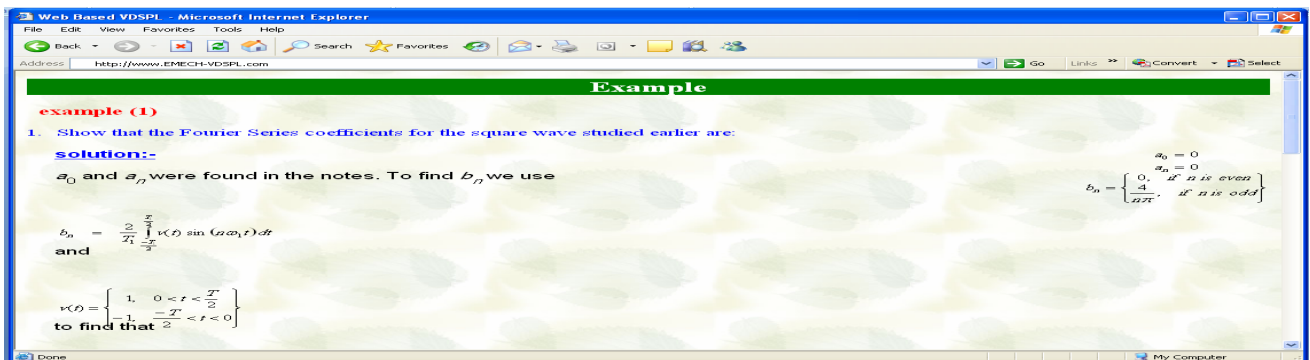 Web Based VDSPL - Microsoft Internet Explorer
File Edit View Favorites Tools Help
Back Search Favorites
Address http://www.EMECH-VDSPL.com Go Links » Convert Select
Example
example (1)
1. Show that the Fourier Series coefficients for the square wave studied earlier are:
a₀ = 0
aₙ = 0
bₙ = { 0, if n is even
4/nπ, if n is odd }
solution:-
a₀ and aₙ were found in the notes. To find bₙ we use
bₙ = 2/T₁ ∫_{-T/2}^{T/2} v(t) sin (nω₁t)dt
and
v(t) = { 1, 0 < t < T/2
-1, -T/2 < t < 0 }
to find that
Done My Computer